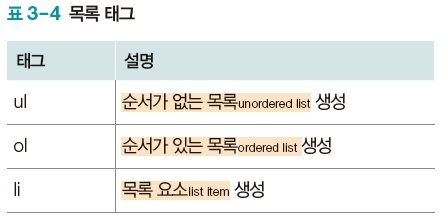 표 3-4 목록 태그
태그 설명
ul 순서가 없는 목록unordered list 생성
ol 순서가 있는 목록ordered list 생성
li 목록 요소list item 생성